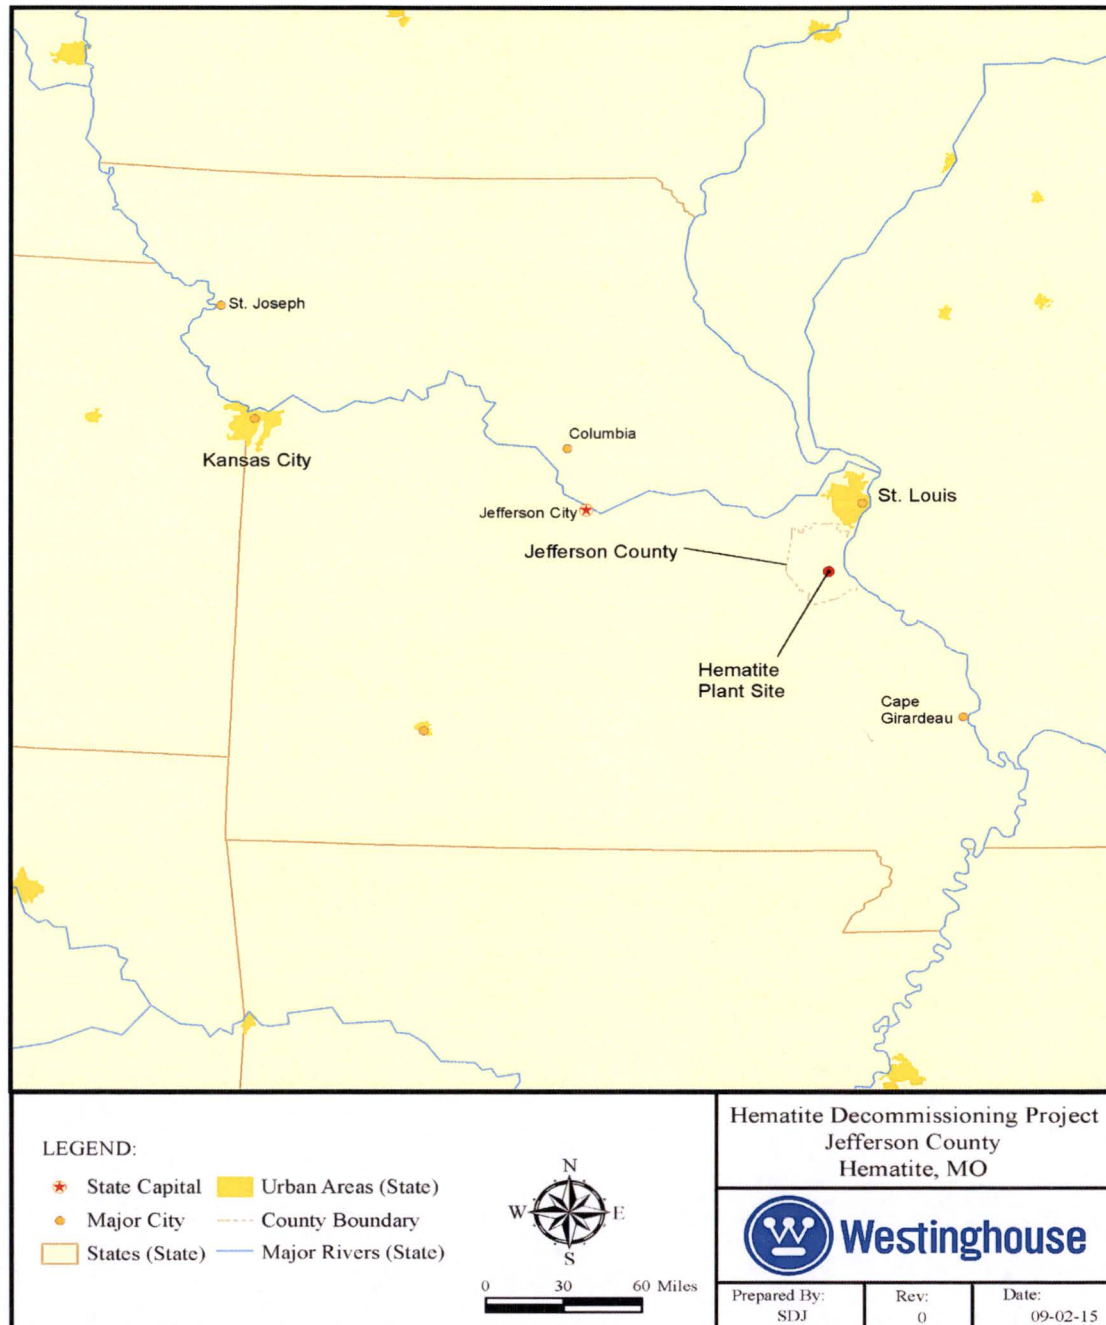 St. Joseph
Kansas City
Columbia
Jefferson City
St. Louis
Jefferson County
Hematite
Plant Site
Cape
Girardeau
LEGEND:
State Capital
Urban Areas (State)
Major City
County Boundary
States (State)
Major Rivers (State)
N
W
E
S
0 30 60 Miles
Hematite Decommissioning Project
Jefferson County
Hematite, MO
W
Westinghouse
Prepared By:
SDJ
Rev:
0
Date:
09-02-15